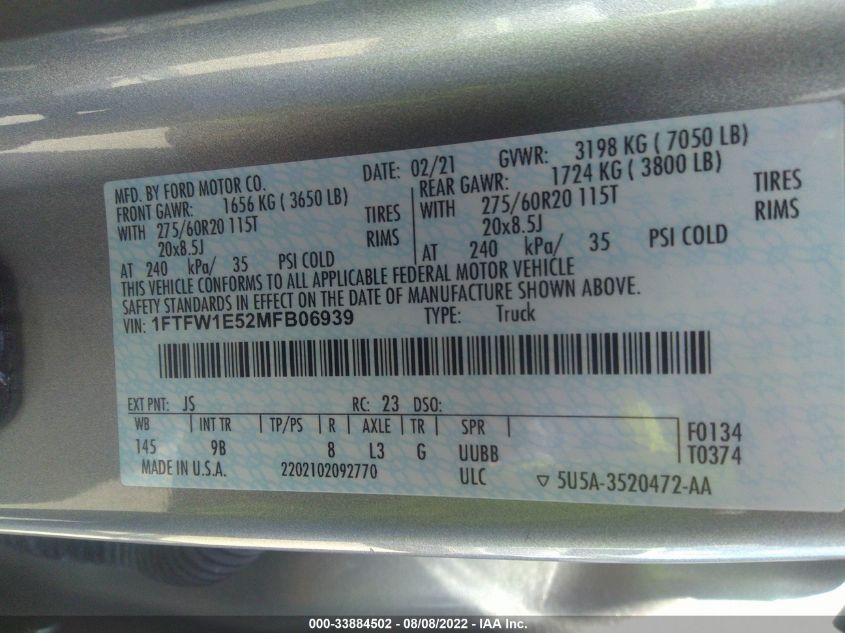 MFD. BY FORD MOTOR CO. DATE: 02/21 GVWR: 3198 KG ( 7050 LB)
FRONT GAWR: 1656 KG ( 3650 LB) REAR GAWR: 1724 KG ( 3800 LB)
WITH 275/60R20 115T TIRES WITH 275/60R20 115T TIRES
20x8.5J RIMS 20x8.5J RIMS
AT 240 kPa/ 35 PSI COLD AT 240 kPa/ 35 PSI COLD
THIS VEHICLE CONFORMS TO ALL APPLICABLE FEDERAL MOTOR VEHICLE
SAFETY STANDARDS IN EFFECT ON THE DATE OF MANUFACTURE SHOWN ABOVE.
VIN: 1FTFW1E52MFB06939 TYPE: Truck
EXT PNT: JS RC: 23 DSO:
WB INT TR TP/PS R AXLE TR SPR F0134
145 9B 8 L3 G UUBB T0374
MADE IN U.S.A. 2202102092770 ULC ▽ 5U5A-3520472-AA
000-33884502 - 08/08/2022 - IAA Inc.